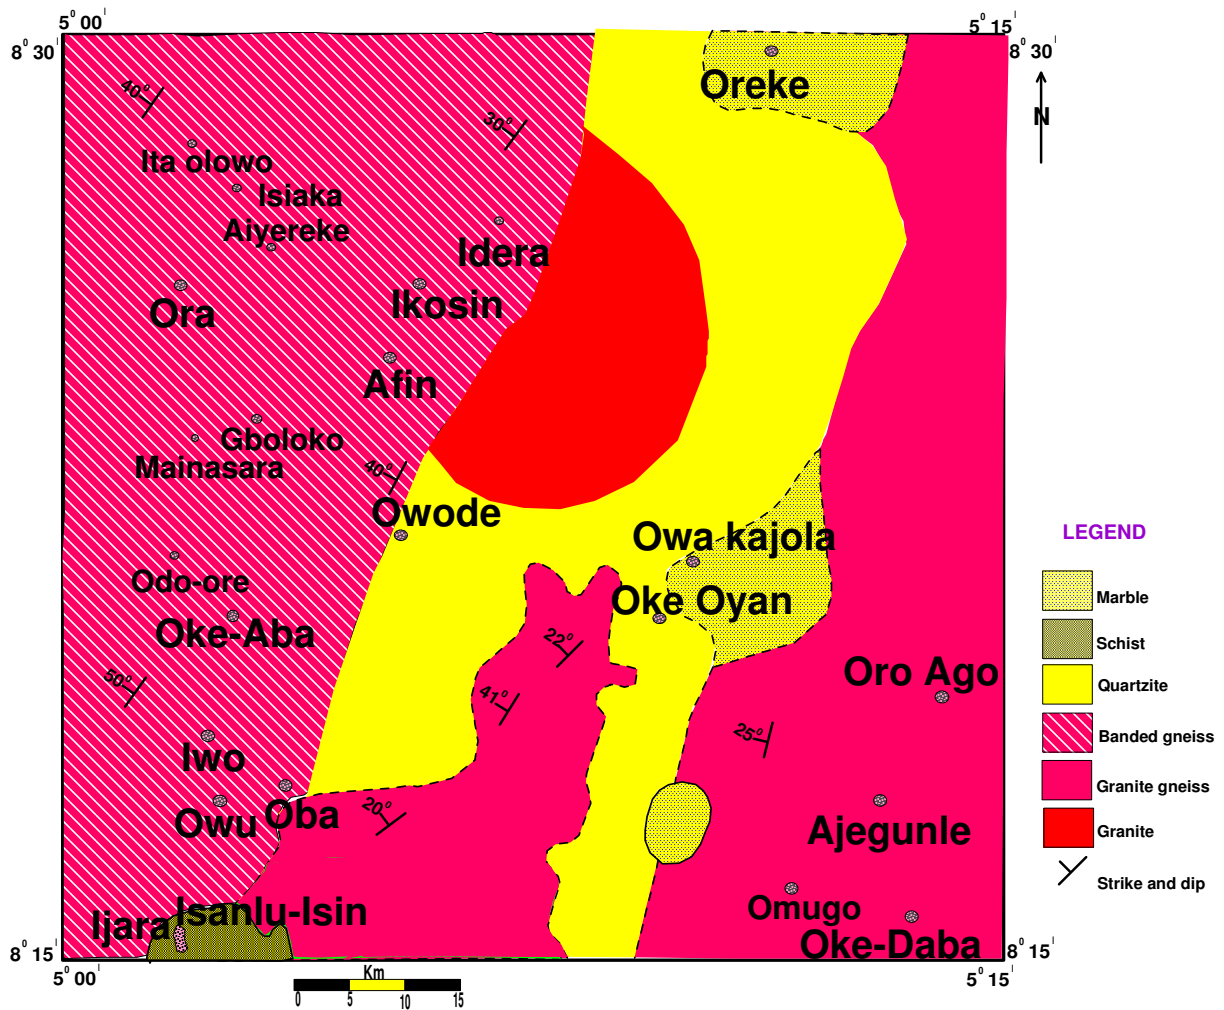 5° 00' 5° 15'
8° 30' 8° 30'
N
Oreke
40°
30°
Ita olowo
Isiaka
Aiyereke
Idera
Ora
Ikosin
Afin
Gboloko
Mainasara
40°
Owode
Owa kajola
Odo-ore
Oke Oyan
Oke-Aba
22°
Oro Ago
50°
41°
25°
Iwo
Owu
Oba
20°
Ajegunle
Omugo
Isanlu-Isin
Ijara
Oke-Daba
8° 15' 8° 15'
5° 00' 5° 15'
Km
0 5 10 15
LEGEND
Marble
Schist
Quartzite
Banded gneiss
Granite gneiss
Granite
Strike and dip